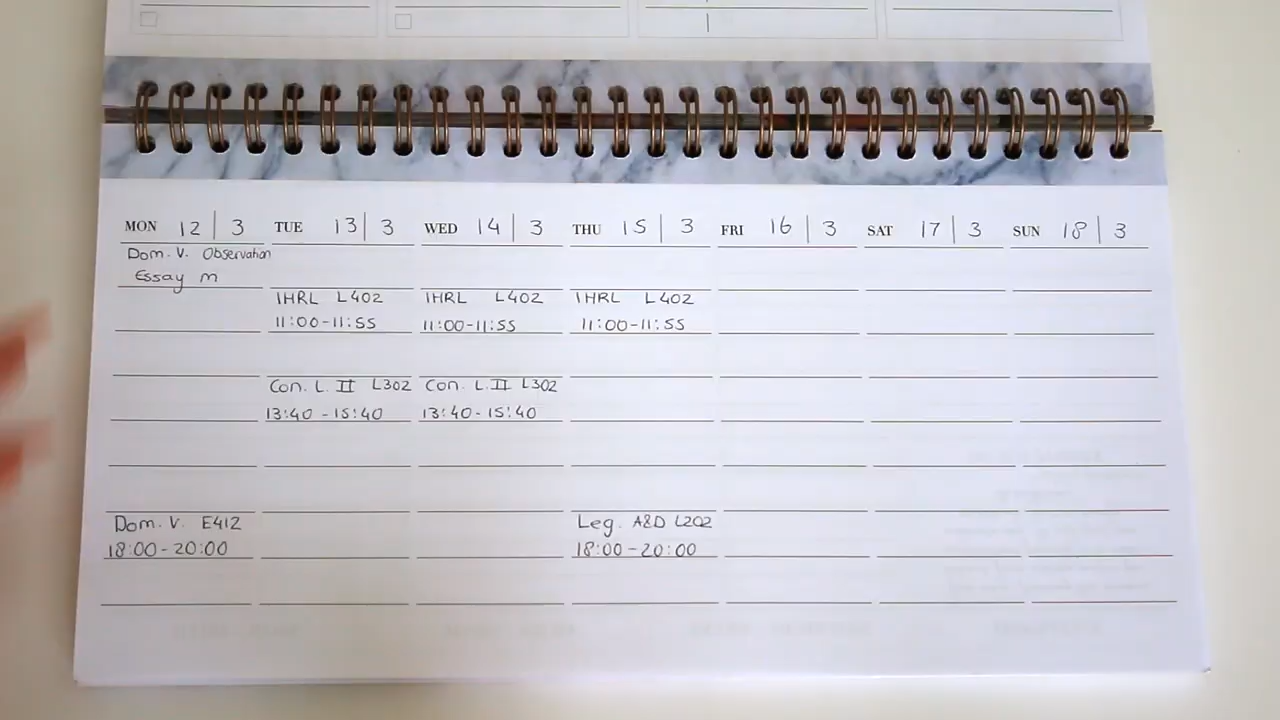 MON 12 | 3 TUE 13 | 3 WED 14 | 3 THU 15 | 3 FRI 16 | 3 SAT 17 | 3 SUN 18 | 3
Dom. V. Observation
Essay m
IHRL L402 IHRL L402 IHRL L402
11:00-11:55 11:00-11:55 11:00-11:55
Con. L. II L302 Con. L. II L302
13:40-15:40 13:40-15:40
Dom. V. E412 Leg. A&D L202
18:00-20:00 18:00-20:00